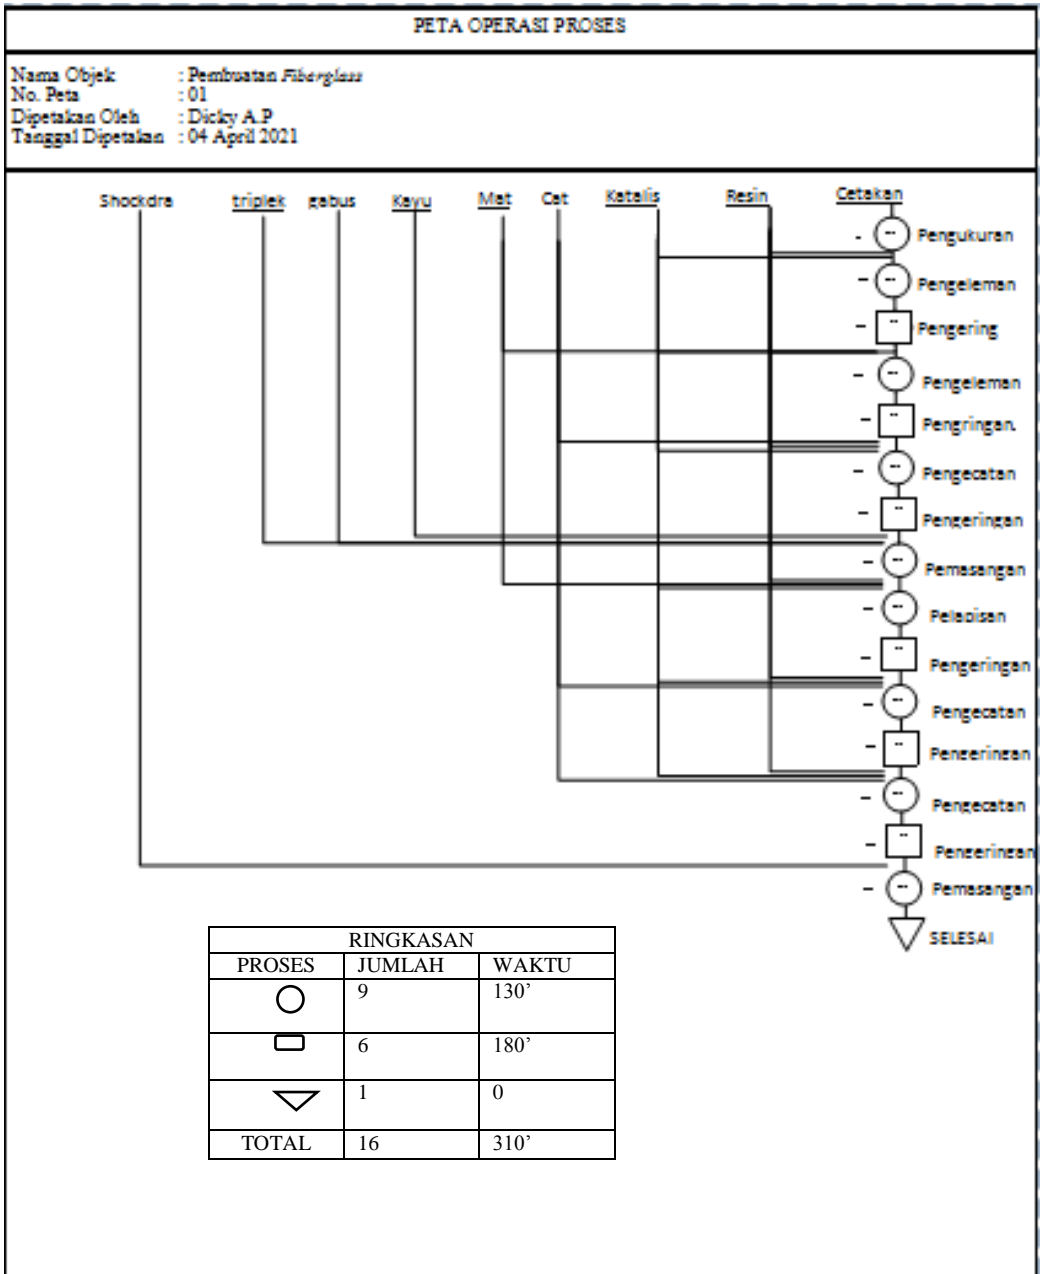 PETA OPERASI PROSES
Nama Objek : Pembuatan Fiberglass
No. Peta : 01
Dipetakan Oleh : Dicky A.P
Tanggal Dipetakan : 04 April 2021
Shockdra triplek gabus Kayu Mat Cat Katalis Resin Cetakan
- -- Pengukuran
- -- Pengeleman
- -- Pengering
- -- Pengeleman
- -- Pengringan.
- -- Pengecatan
- -- Pengeringan
- -- Pemasangan
- -- Pelapisan
- -- Pengeringan
- -- Pengecatan
- -- Pengeringan
- -- Pengecatan
- -- Pengeringan
- -- Pemasangan
SELESAI
RINGKASAN
PROSES JUMLAH WAKTU
9 130’
6 180’
1 0
TOTAL 16 310’